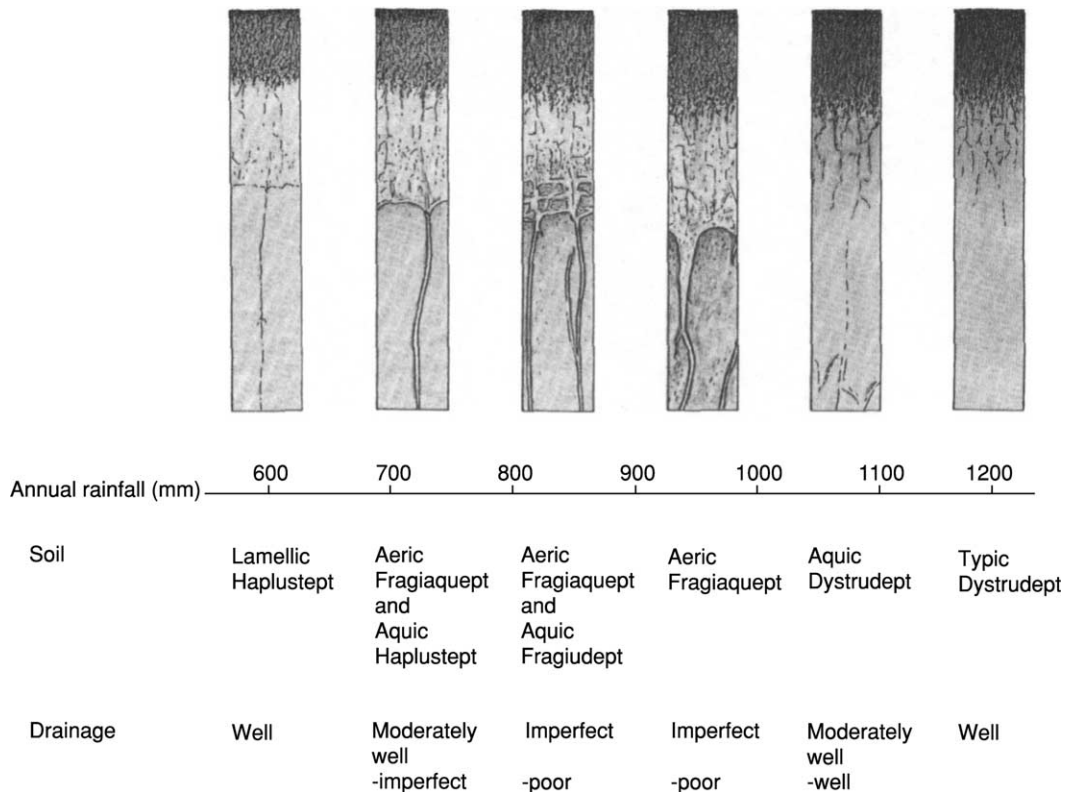 600 700 800 900 1000 1100 1200
Annual rainfall (mm)
Soil
Lamellic
Haplustept
Aeric
Fragiaquept
and
Aquic
Haplustept
Aeric
Fragiaquept
and
Aquic
Fragiudept
Aeric
Fragiaquept
Aquic
Dystrudept
Typic
Dystrudept
Drainage
Well
Moderately
well
-imperfect
Imperfect
-poor
Imperfect
-poor
Moderately
well
-well
Well